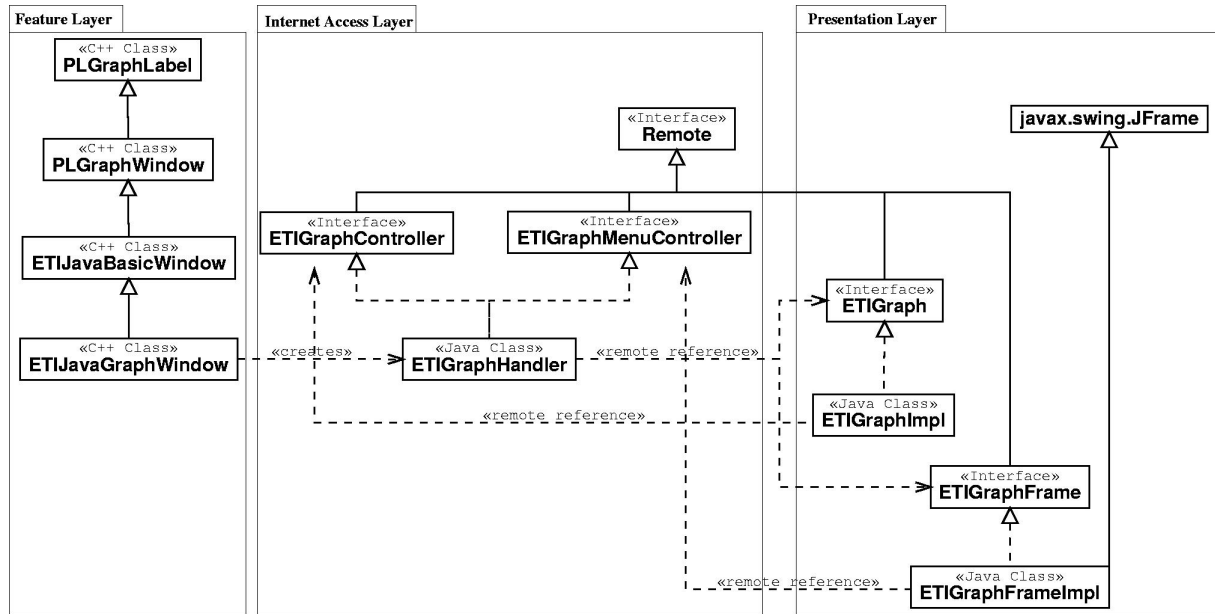 Feature Layer
«C++ Class»
PLGraphLabel
«C++ Class»
PLGraphWindow
«C++ Class»
ETIJavaBasicWindow
«C++ Class»
ETIJavaGraphWindow
«creates»
Internet Access Layer
«Interface»
Remote
«Interface»
ETIGraphController
«Interface»
ETIGraphMenuController
«Java Class»
ETIGraphHandler
«remote reference»
«remote reference»
«remote reference»
Presentation Layer
javax.swing.JFrame
«Interface»
ETIGraph
«Java Class»
ETIGraphImpl
«Interface»
ETIGraphFrame
«Java Class»
ETIGraphFrameImpl